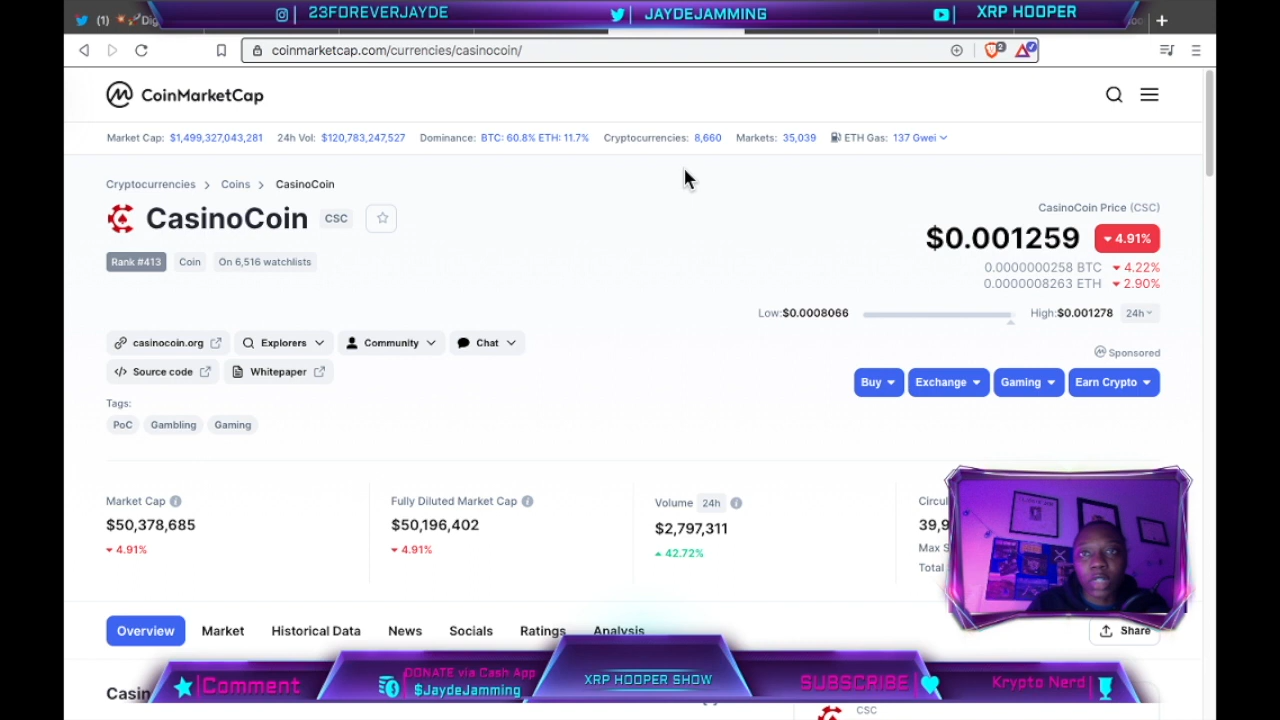 23FOREVERJAYDE
JAYDEJAMMING
XRP HOOPER
(1)
coinmarketcap.com/currencies/casinocoin/
2
CoinMarketCap
Market Cap: $1,499,327,043,281 24h Vol: $120,783,247,527 Dominance: BTC: 60.8% ETH: 11.7% Cryptocurrencies: 8,660 Markets: 35,039 ETH Gas: 137 Gwei
Cryptocurrencies > Coins > CasinoCoin
CasinoCoin CSC
Rank #413 Coin On 6,516 watchlists
CasinoCoin Price (CSC)
$0.001259 4.91%
0.0000000258 BTC 4.22%
0.0000008263 ETH 2.90%
Low:$0.0008066 High:$0.001278 24h
casinocoin.org Explorers Community Chat
Source code Whitepaper
Sponsored
Buy Exchange Gaming Earn Crypto
Tags:
PoC Gambling Gaming
Market Cap
$50,378,685
4.91%
Fully Diluted Market Cap
$50,196,402
4.91%
Volume 24h
$2,797,311
42.72%
39,9
Max
Total
Overview Market Historical Data News Socials Ratings Analysis Share
CSC
Comment
DONATE via Cash App
$JaydeJamming
XRP HOOPER SHOW
SUBSCRIBE
Krypto Nerd